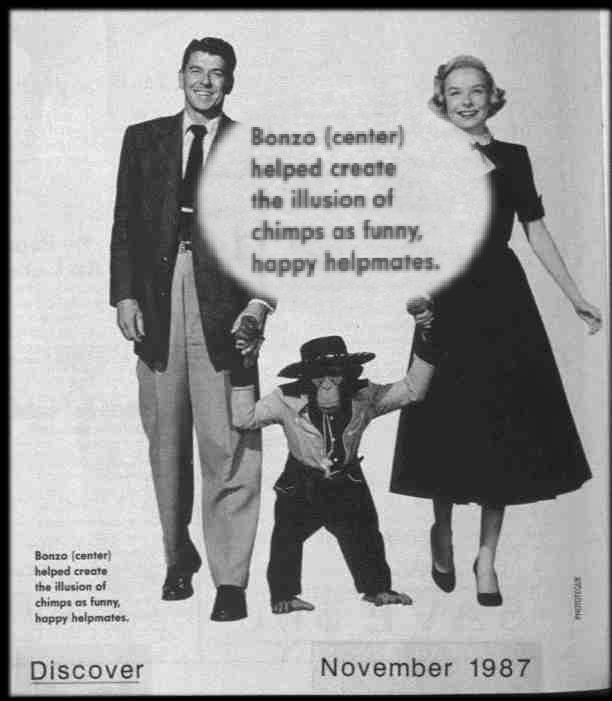 Bonzo (center)
helped create
the illusion of
chimps as funny,
happy helpmates.
Bonzo (center)
helped create
the illusion of
chimps as funny,
happy helpmates.
PHOTOTEQUE
Discover
November 1987